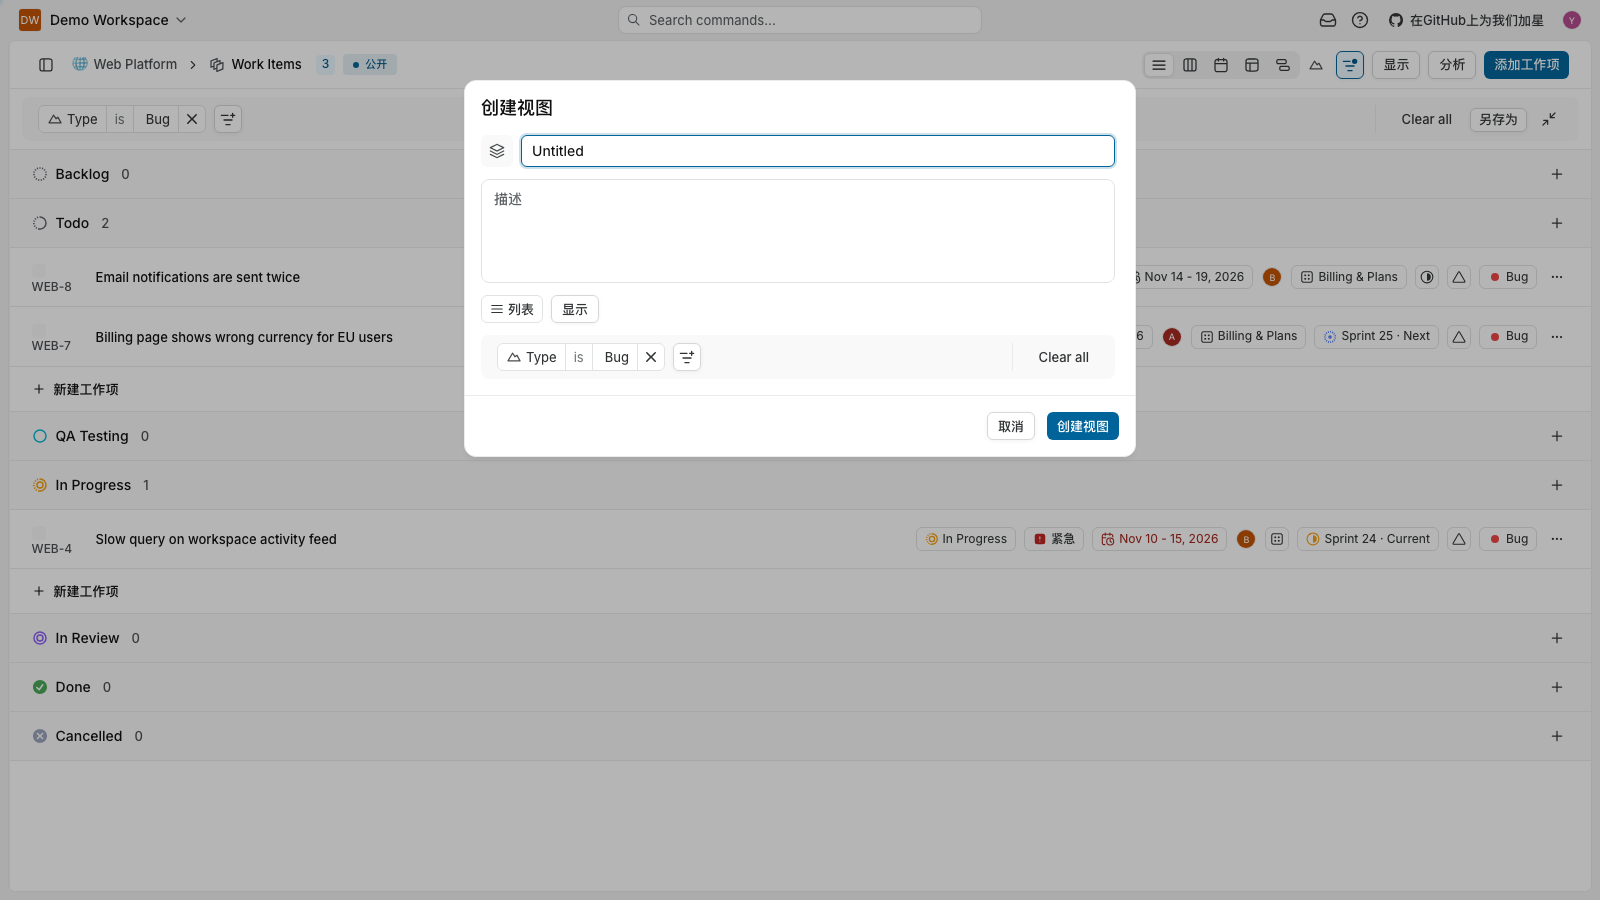 DW Demo Workspace
Search commands...
在GitHub上为我们加星
Y
Web Platform
Work Items
3
公开
显示
分析
添加工作项
Type is Bug
Clear all
另存为
创建视图
Untitled
描述
列表
显示
Type is Bug
Clear all
取消
创建视图
Backlog 0
Todo 2
WEB-8 Email notifications are sent twice
Nov 14 - 19, 2026
B
Billing & Plans
Bug
WEB-7 Billing page shows wrong currency for EU users
6
A
Billing & Plans
Sprint 25 · Next
Bug
新建工作项
QA Testing 0
In Progress 1
WEB-4 Slow query on workspace activity feed
In Progress
紧急
Nov 10 - 15, 2026
B
Sprint 24 · Current
Bug
新建工作项
In Review 0
Done 0
Cancelled 0